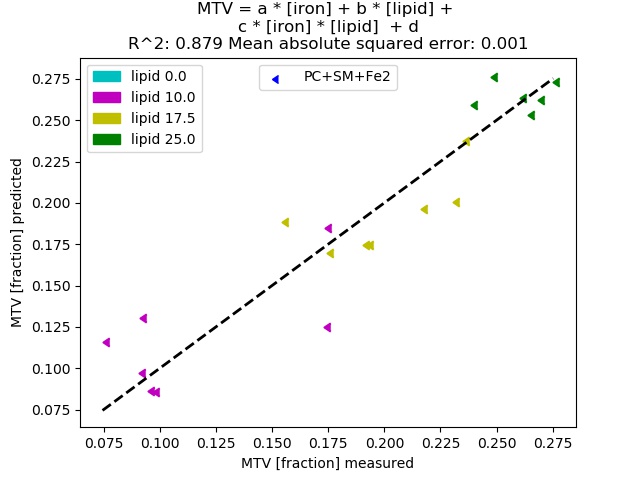 MTV = a * [iron] + b * [lipid] +
c * [iron] * [lipid]  + d
R^2: 0.879 Mean absolute squared error: 0.001
lipid 0.0
lipid 10.0
lipid 17.5
lipid 25.0
PC+SM+Fe2
MTV [fraction] predicted
0.275
0.250
0.225
0.200
0.175
0.150
0.125
0.100
0.075
0.075 0.100 0.125 0.150 0.175 0.200 0.225 0.250 0.275
MTV [fraction] measured